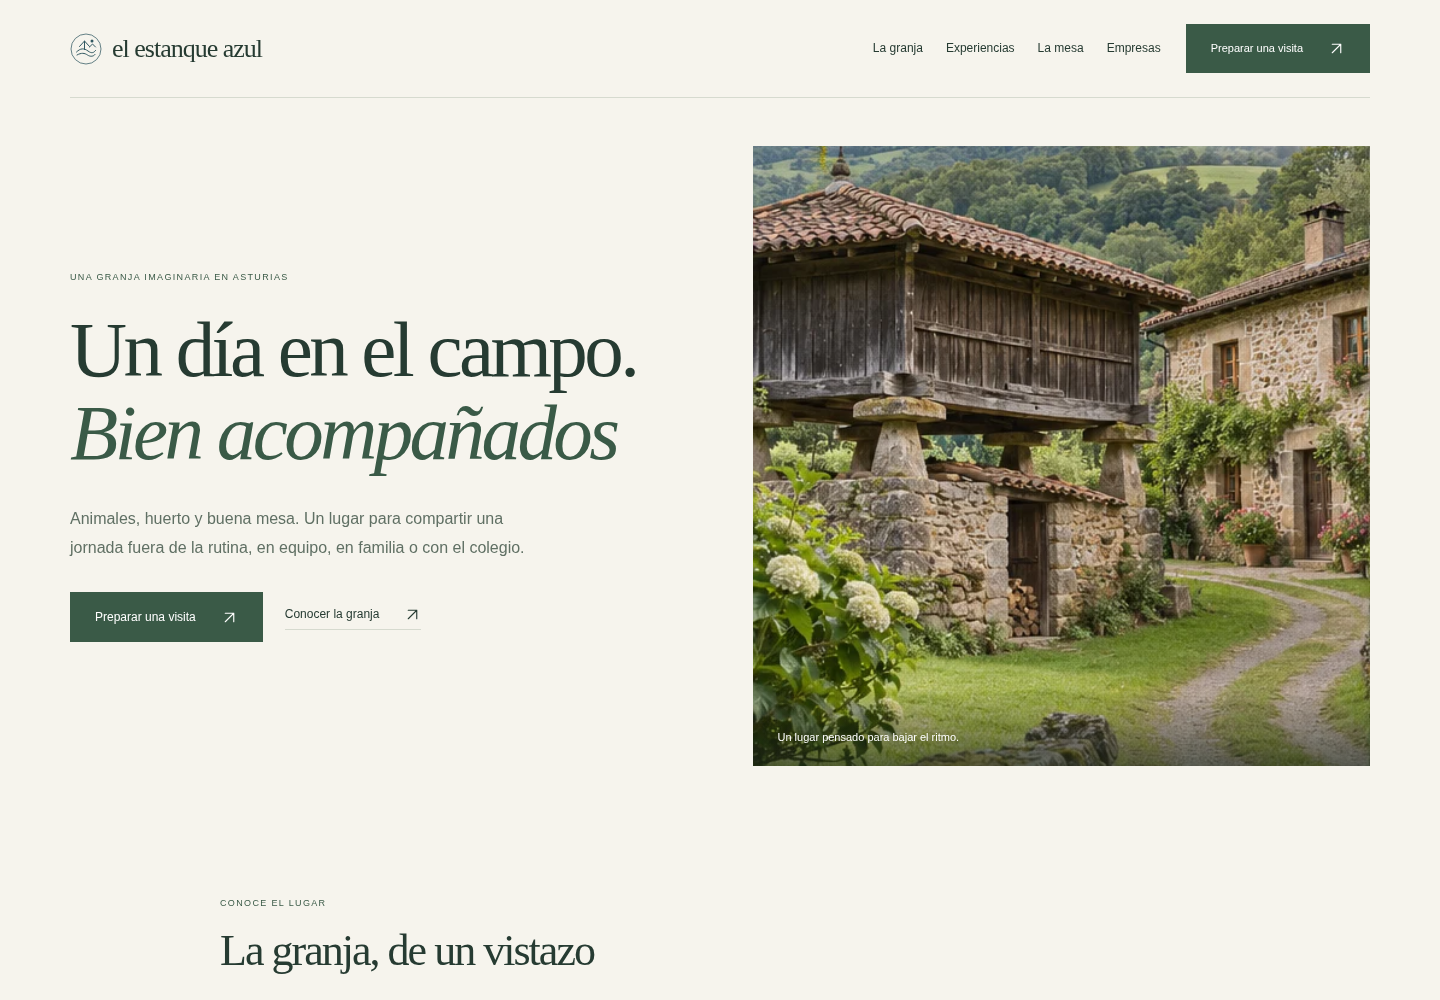 el estanque azul
La granja Experiencias La mesa Empresas Preparar una visita
UNA GRANJA IMAGINARIA EN ASTURIAS
Un día en el campo.
Bien acompañados
Animales, huerto y buena mesa. Un lugar para compartir una
jornada fuera de la rutina, en equipo, en familia o con el colegio.
Preparar una visita Conocer la granja
Un lugar pensado para bajar el ritmo.
CONOCE EL LUGAR
La granja, de un vistazo